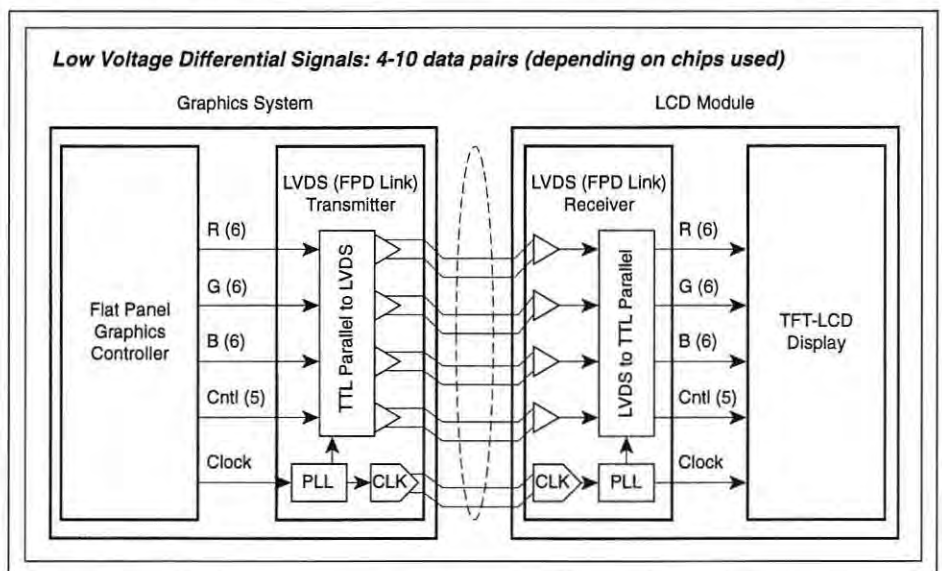 Low Voltage Differential Signals: 4-10 data pairs (depending on chips used)
Graphics System
LCD Module
Flat Panel
Graphics
Controller
R (6)
G (6)
B (6)
Cntl (5)
Clock
LVDS (FPD Link)
Transmitter
TTL Parallel to LVDS
PLL
CLK
LVDS (FPD Link)
Receiver
LVDS to TTL Parallel
CLK
PLL
R (6)
G (6)
B (6)
Cntl (5)
Clock
TFT-LCD
Display